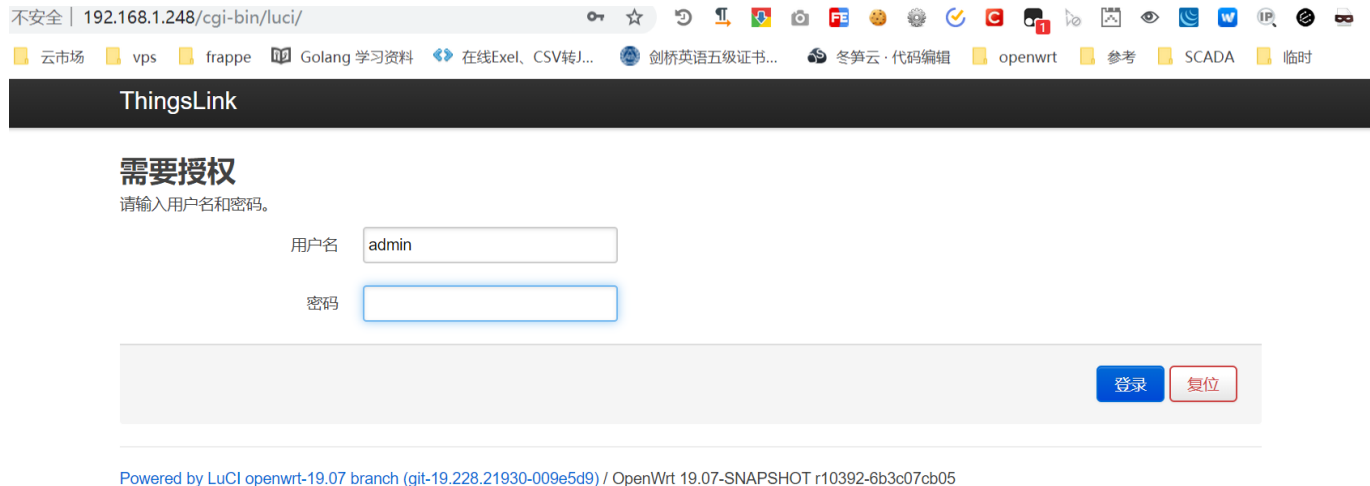 不安全 | 192.168.1.248/cgi-bin/luci/
云市场 vps frappe Golang 学习资料 在线Exel、CSV转J... 剑桥英语五级证书... 冬笋云·代码编辑 openwrt 参考 SCADA 临时
ThingsLink
需要授权
请输入用户名和密码。
用户名 admin
密码
登录 复位
Powered by LuCI openwrt-19.07 branch (git-19.228.21930-009e5d9) / OpenWrt 19.07-SNAPSHOT r10392-6b3c07cb05